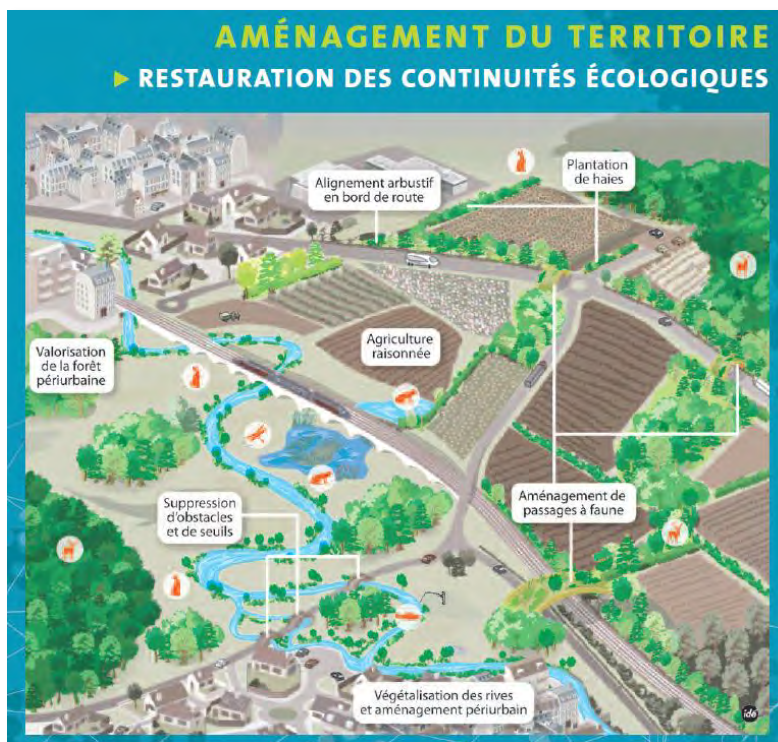 AMÉNAGEMENT DU TERRITOIRE
► RESTAURATION DES CONTINUITÉS ÉCOLOGIQUES
Alignement arbustif
en bord de route
Plantation
de haies
Valorisation
de la forêt
périurbaine
Agriculture
raisonnée
Suppression
d'obstacles
et de seuils
Aménagement de
passages à faune
Végétalisation des rives
et aménagement périurbain
idé